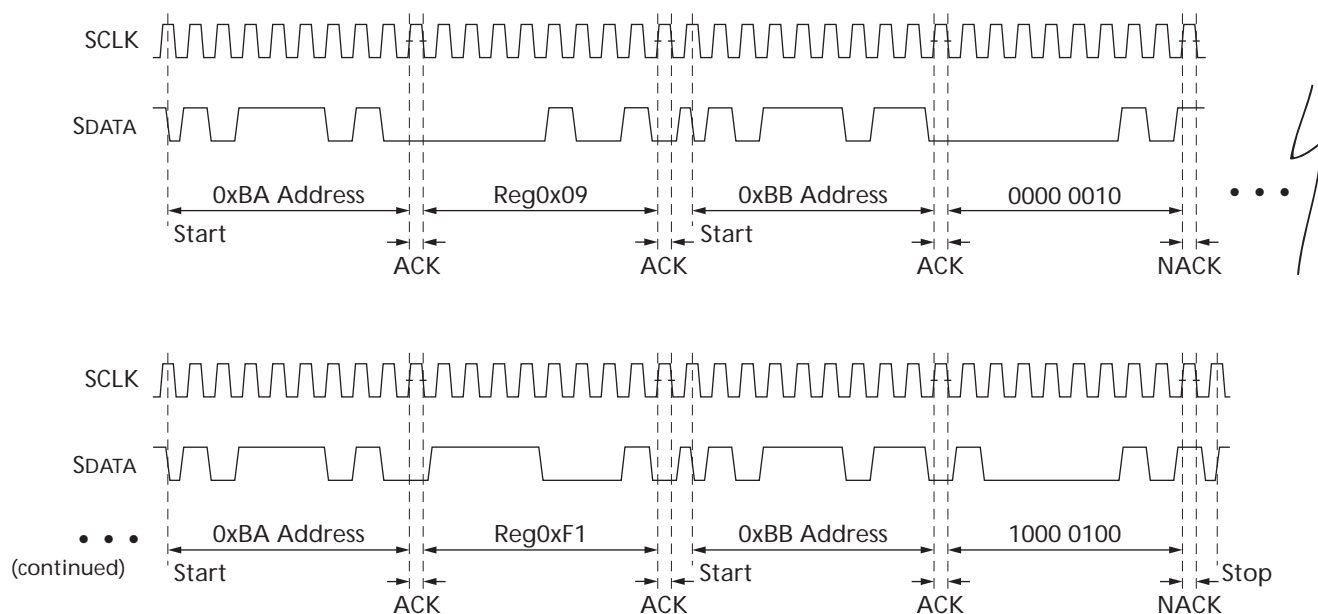 SCLK
SDATA
0xBA Address Reg0x09 0xBB Address 0000 0010 • • •
Start Start
ACK ACK ACK NACK
SCLK
SDATA
• • • 0xBA Address Reg0xF1 0xBB Address 1000 0100
(continued) Start Start Stop
ACK ACK ACK NACK